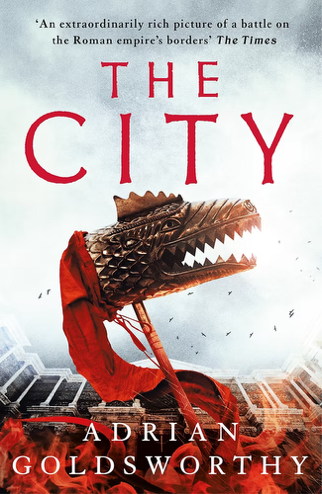 ‘An extraordinarily rich picture of a battle on
the Roman empire’s borders’ The Times
THE
CITY
ADRIAN
GOLDSWORTHY